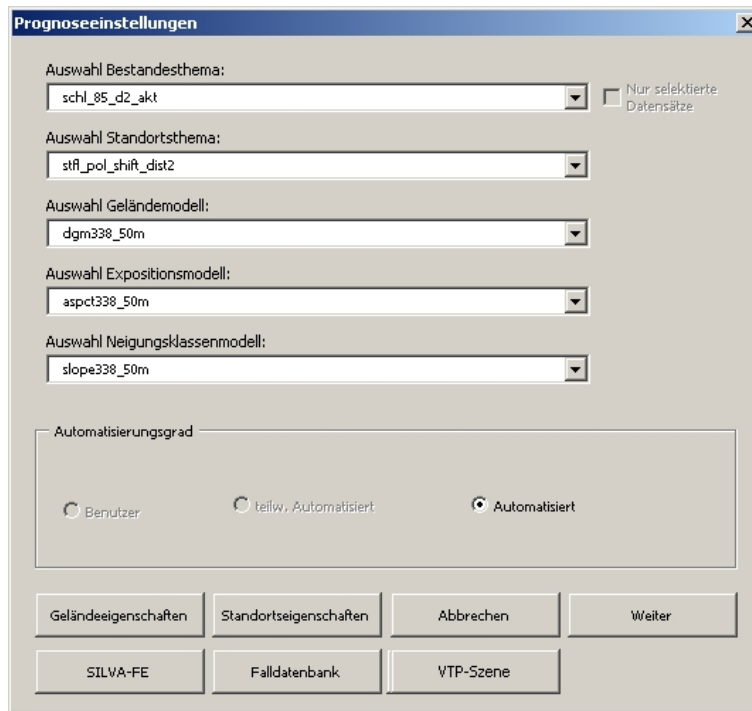 Prognoseeinstellungen
Auswahl Bestandesthema:
schl_85_d2_akt
Nur selektierte
Datensätze
Auswahl Standortsthema:
stfl_pol_shift_dist2
Auswahl Geländemodell:
dgm338_50m
Auswahl Expositionsmodell:
aspct338_50m
Auswahl Neigungsklassenmodell:
slope338_50m
Automatisierungsgrad
Benutzer
teilw. Automatisiert
Automatisiert
Geländeeigenschaften
Standortseigenschaften
Abbrechen
Weiter
SILVA-FE
Falldatenbank
VTP-Szene